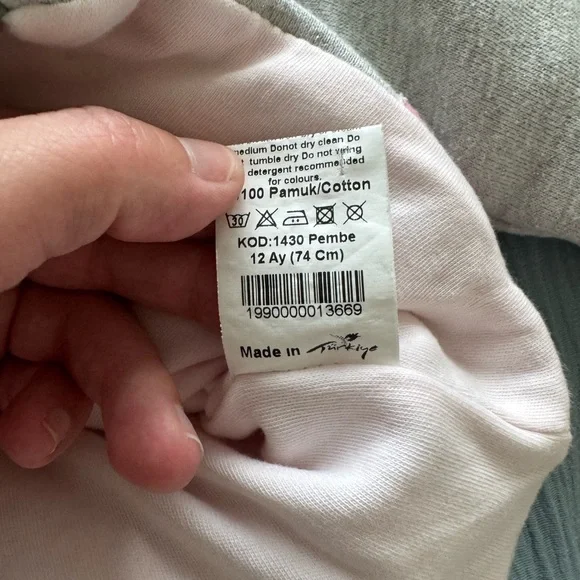 medium Donot dry clean Do
tumble dry Do not wring
detergent recommended
for colours.
100 Pamuk/Cotton
30
KOD:1430 Pembe
12 Ay (74 Cm)
1990000013669
Made in Türkiye